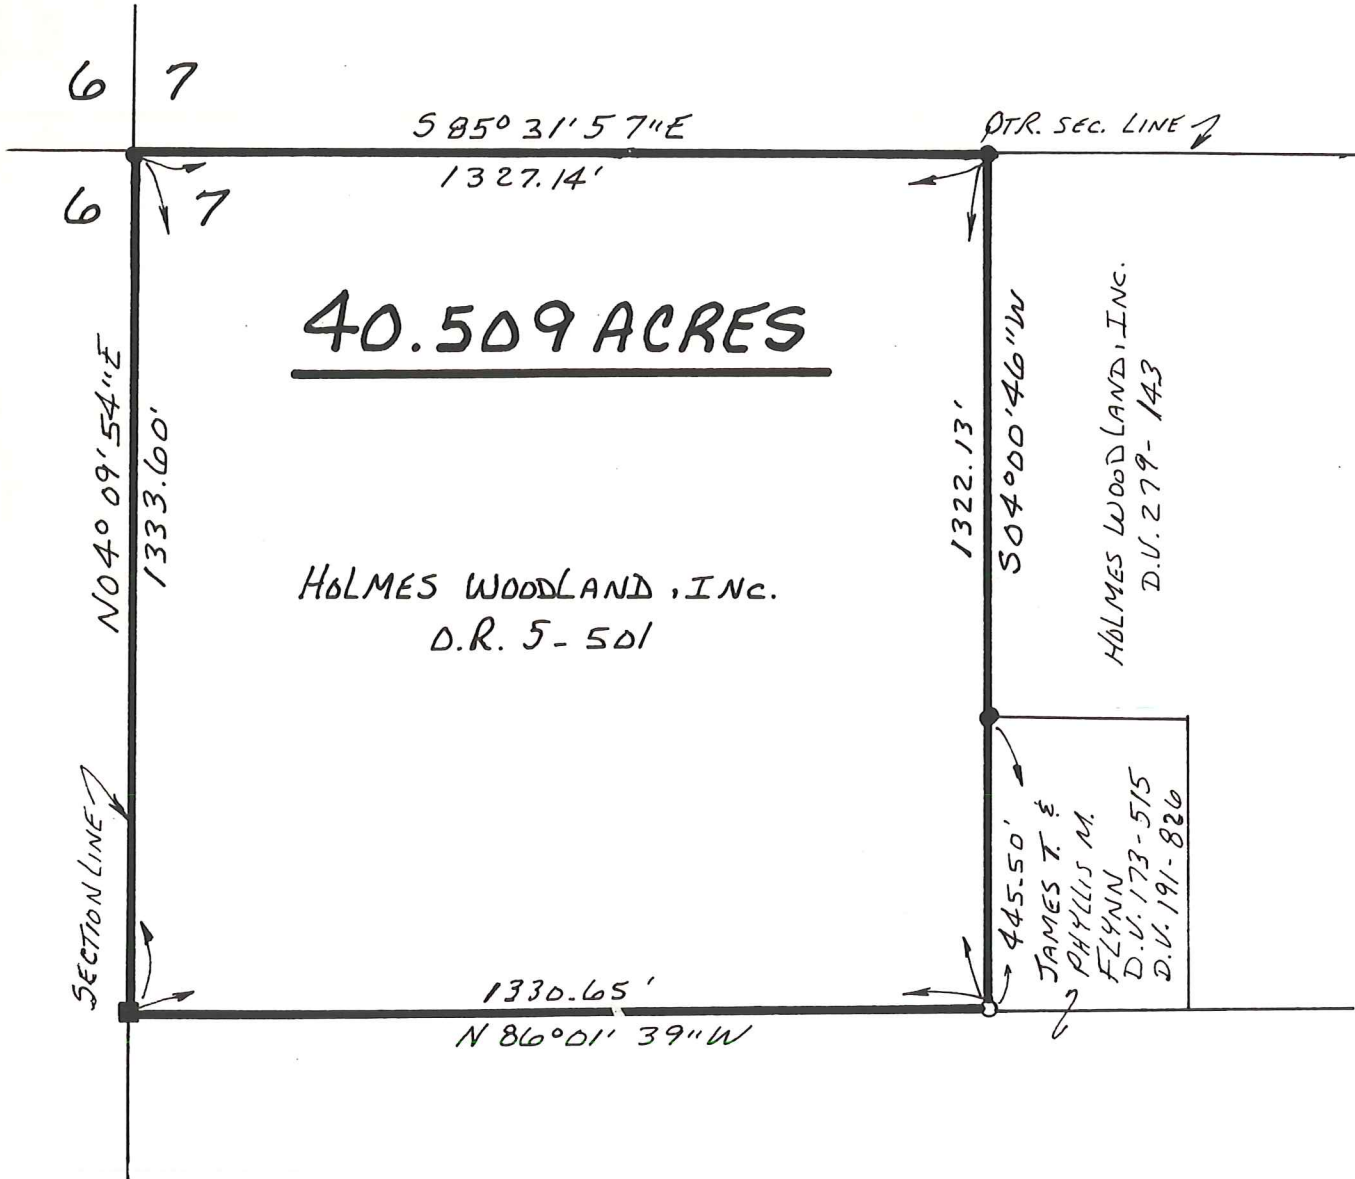 6 7
S 85° 31' 57" E
QTR. SEC. LINE
1327.14'
6 7
40.509 ACRES
N 04° 09' 54" E
1333.60'
1322.13'
S 04° 00' 46" W
HOLMES WOODLAND, INC.
D.V. 279-143
HOLMES WOODLAND, INC.
O.R. 5-501
SECTION LINE
445.50'
JAMES T. &
PHYLLIS M.
FLYNN
D.V. 173-515
D.V. 191-826
1330.65'
N 86° 01' 39" W